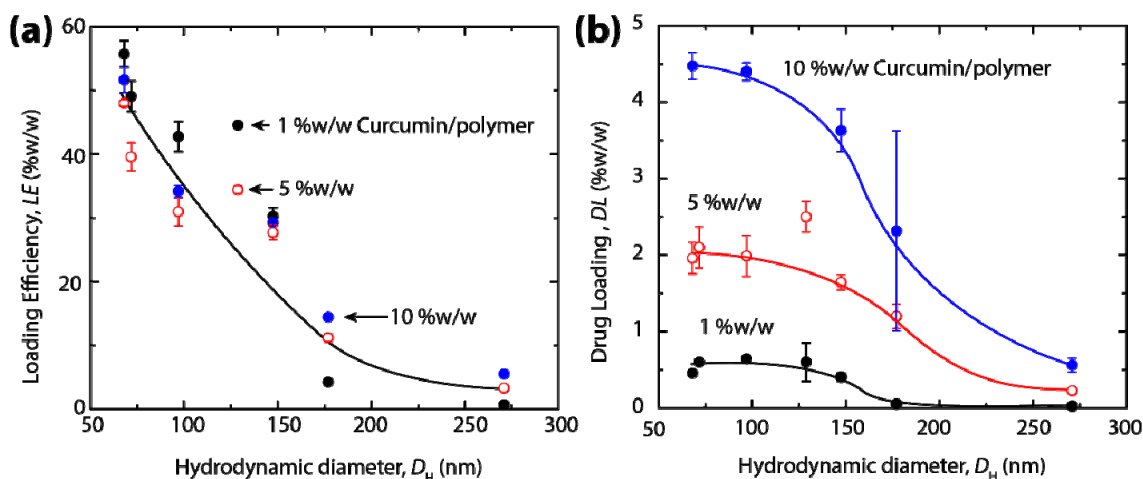 (a)
60
40
20
0
Loading Efficiency, LE (%w/w)
1 %w/w Curcumin/polymer
5 %w/w
10 %w/w
50 100 150 200 250 300
Hydrodynamic diameter, D_H (nm)
(b)
5
4
3
2
1
0
Drug Loading , DL (%w/w)
10 %w/w Curcumin/polymer
5 %w/w
1 %w/w
50 100 150 200 250 300
Hydrodynamic diameter, D_H (nm)